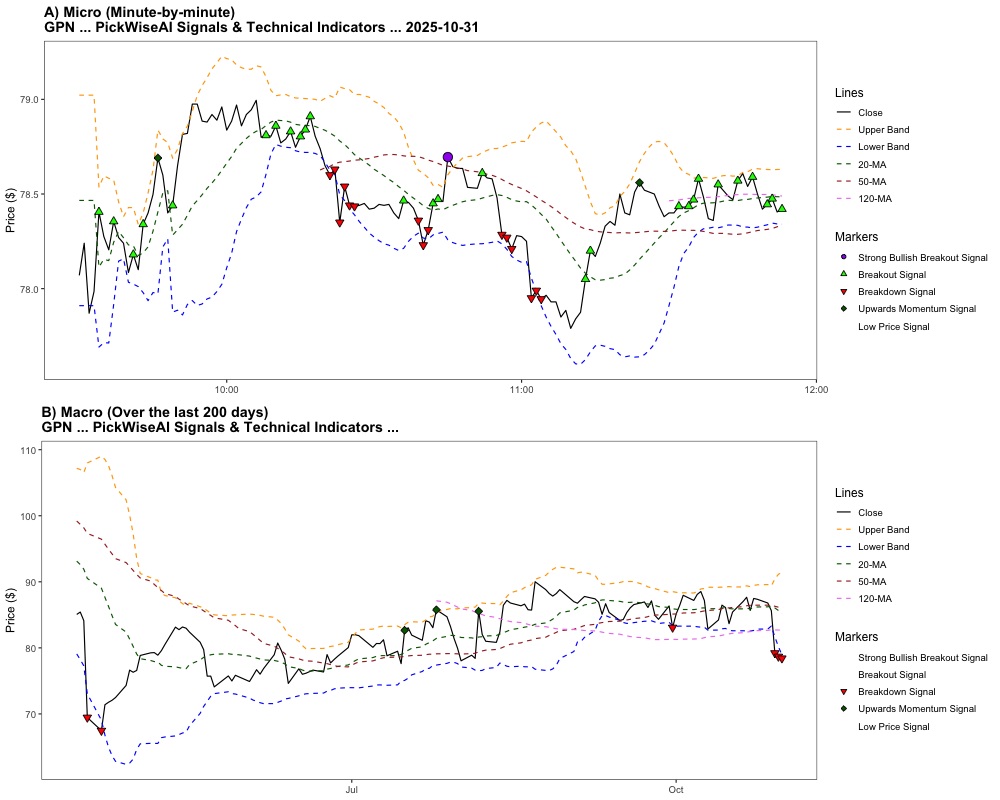 A) Micro (Minute-by-minute)
GPN ... PickWiseAI Signals & Technical Indicators ... 2025-10-31
Price ($)
79.0
78.5
78.0
10:00
11:00
12:00
Lines
Close
Upper Band
Lower Band
20-MA
50-MA
120-MA
Markers
Strong Bullish Breakout Signal
Breakout Signal
Breakdown Signal
Upwards Momentum Signal
Low Price Signal
B) Macro (Over the last 200 days)
GPN ... PickWiseAI Signals & Technical Indicators ...
Price ($)
110
100
90
80
70
Jul
Oct
Lines
Close
Upper Band
Lower Band
20-MA
50-MA
120-MA
Markers
Strong Bullish Breakout Signal
Breakout Signal
Breakdown Signal
Upwards Momentum Signal
Low Price Signal